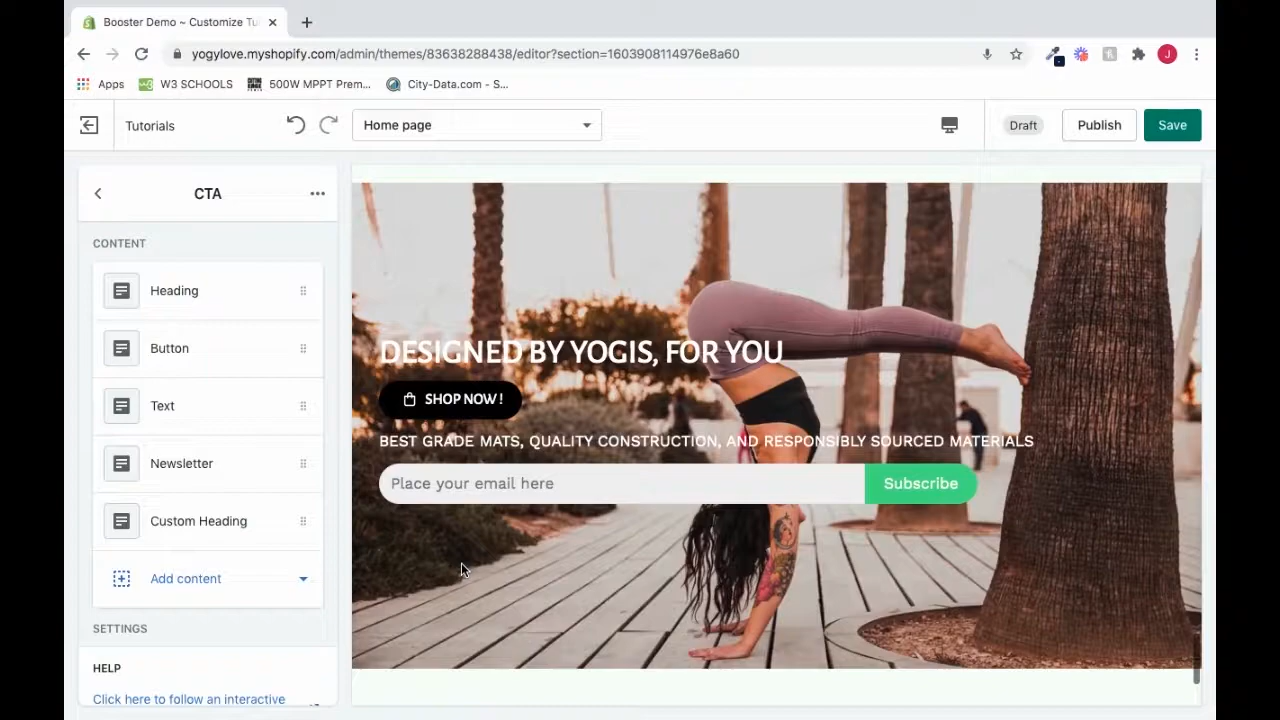 Booster Demo ~ Customize Tu
yogylove.myshopify.com/admin/themes/83638288438/editor?section=1603908114976e8a60
J
Apps
W3 SCHOOLS
500W MPPT Prem...
City-Data.com - S...
Tutorials
Home page
Draft
Publish
Save
CTA
CONTENT
Heading
Button
Text
Newsletter
Custom Heading
Add content
SETTINGS
HELP
Click here to follow an interactive
DESIGNED BY YOGIS, FOR YOU
SHOP NOW !
BEST GRADE MATS, QUALITY CONSTRUCTION, AND RESPONSIBLY SOURCED MATERIALS
Place your email here
Subscribe